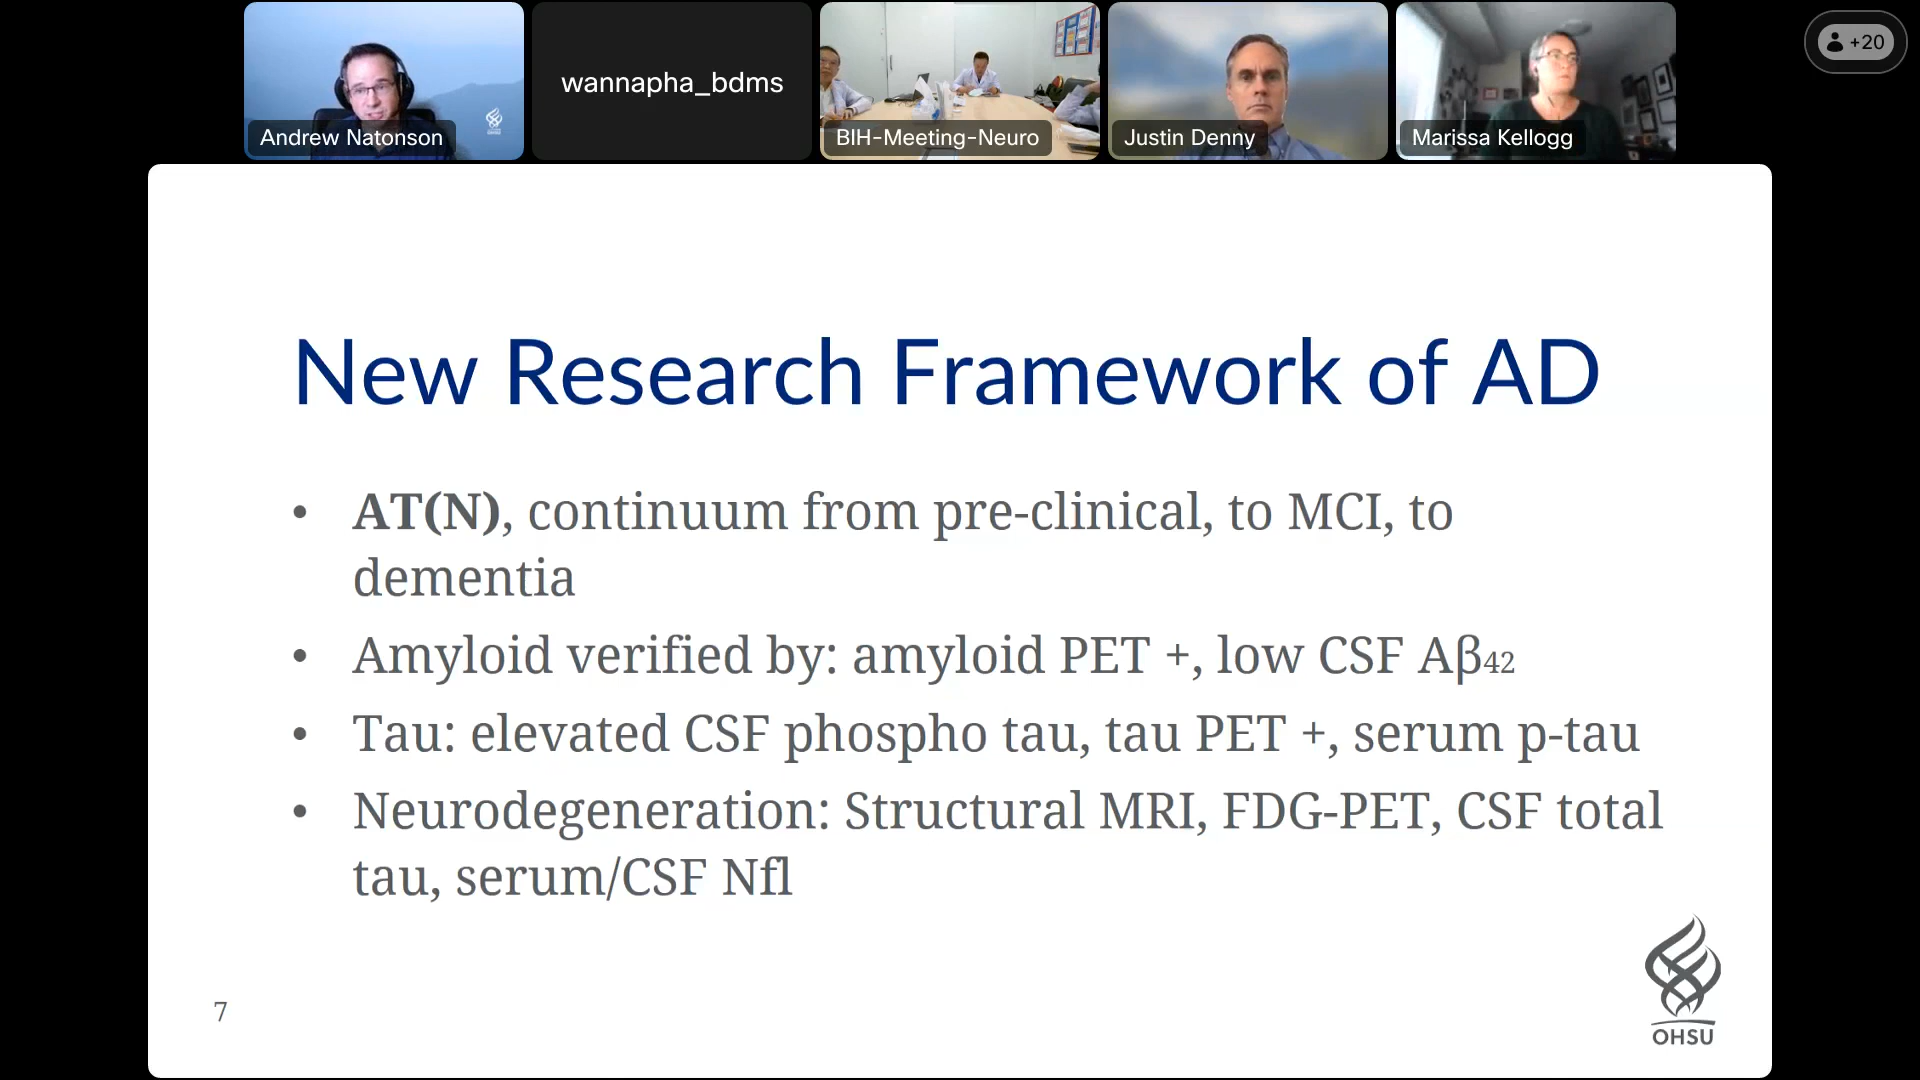 wannapha_bdms
+20
Andrew Natonson
BIH-Meeting-Neuro
Justin Denny
Marissa Kellogg
New Research Framework of AD
• AT(N), continuum from pre-clinical, to MCI, to
dementia
• Amyloid verified by: amyloid PET +, low CSF Aβ42
• Tau: elevated CSF phospho tau, tau PET +, serum p-tau
• Neurodegeneration: Structural MRI, FDG-PET, CSF total
tau, serum/CSF Nfl
7
OHSU